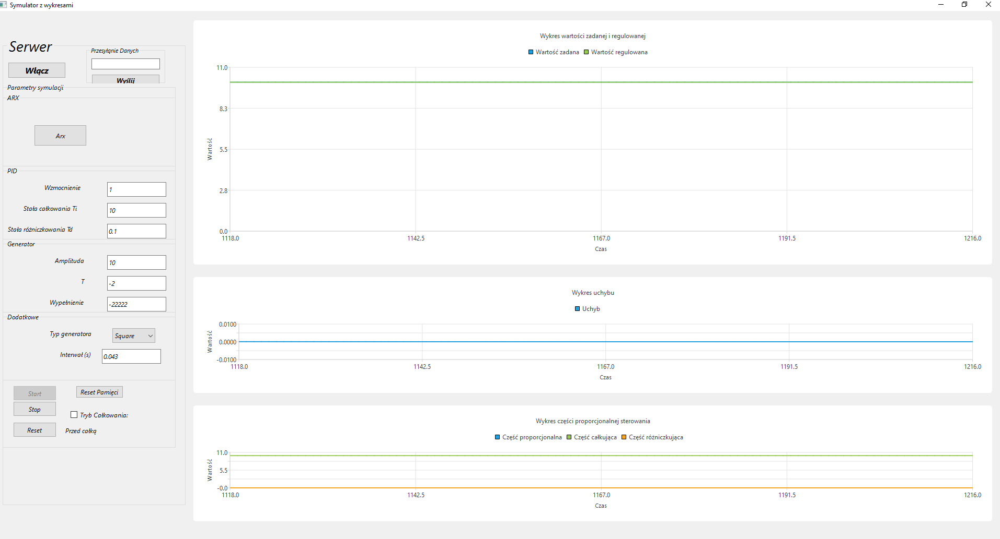 Symulator z wykresami
Serwer
Włącz
Przesyłąnie Danych
Wyślij
Parametry symulacji
ARX
Arx
PID
Wzmocnienie 1
Stała całkowania Ti 10
Stała różniczkowania Td 0.1
Generator
Amplituda 10
T -2
Wypełnienie -22222
Dodatkowe
Typ generatora Square
Interwał (s) 0.043
Start Reset Pamięci
Stop Tryb Całkowania:
Reset Przed całką
Wykres wartości zadanej i regulowanej
Wartość zadana Wartość regulowana
11.0
8.3
5.5
2.8
0.0
Wartość
1118.0 1142.5 1167.0 1191.5 1216.0
Czas
Wykres uchybu
Uchyb
0.0100
0.0000
-0.0100
Wartość
1118.0 1142.5 1167.0 1191.5 1216.0
Czas
Wykres części proporcjonalnej sterowania
Część proporcjonalna Część całkująca Część różniczkująca
11.0
5.5
-0.0
Wartość
1118.0 1142.5 1167.0 1191.5 1216.0
Czas